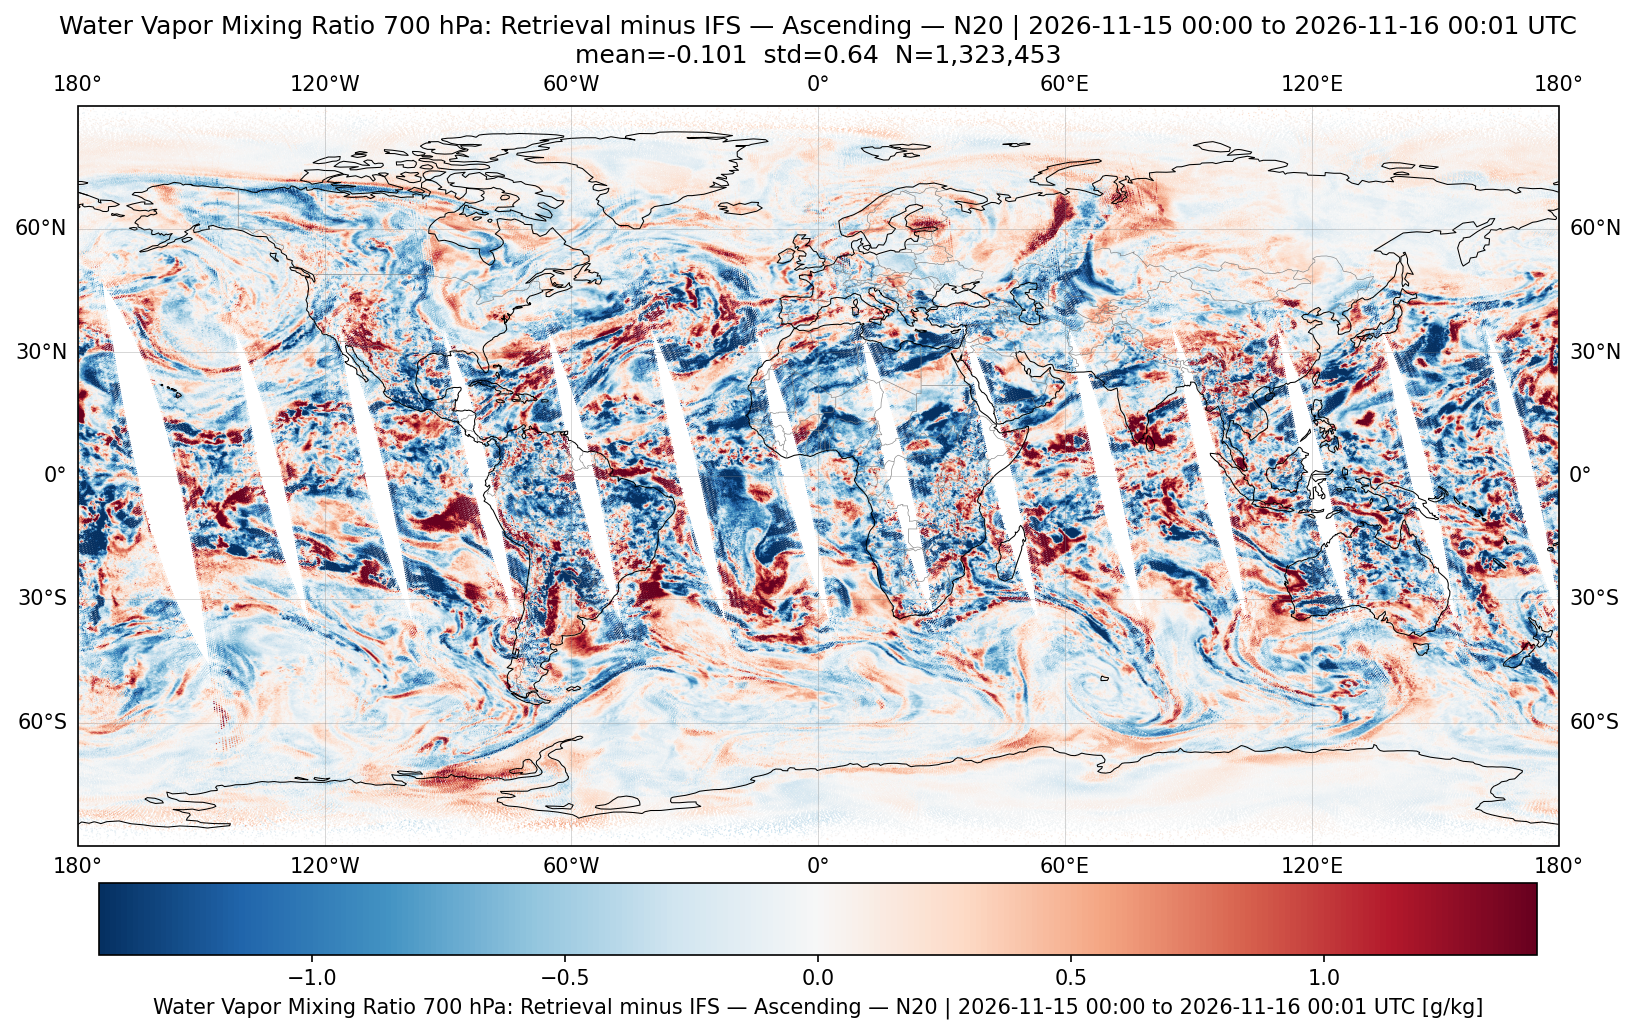 Water Vapor Mixing Ratio 700 hPa: Retrieval minus IFS — Ascending — N20 | 2026-11-15 00:00 to 2026-11-16 00:01 UTC
mean=-0.101  std=0.64  N=1,323,453
180° 120°W 60°W 0° 60°E 120°E 180°
60°N 60°N
30°N 30°N
0° 0°
30°S 30°S
60°S 60°S
180° 120°W 60°W 0° 60°E 120°E 180°
−1.0 −0.5 0.0 0.5 1.0
Water Vapor Mixing Ratio 700 hPa: Retrieval minus IFS — Ascending — N20 | 2026-11-15 00:00 to 2026-11-16 00:01 UTC [g/kg]